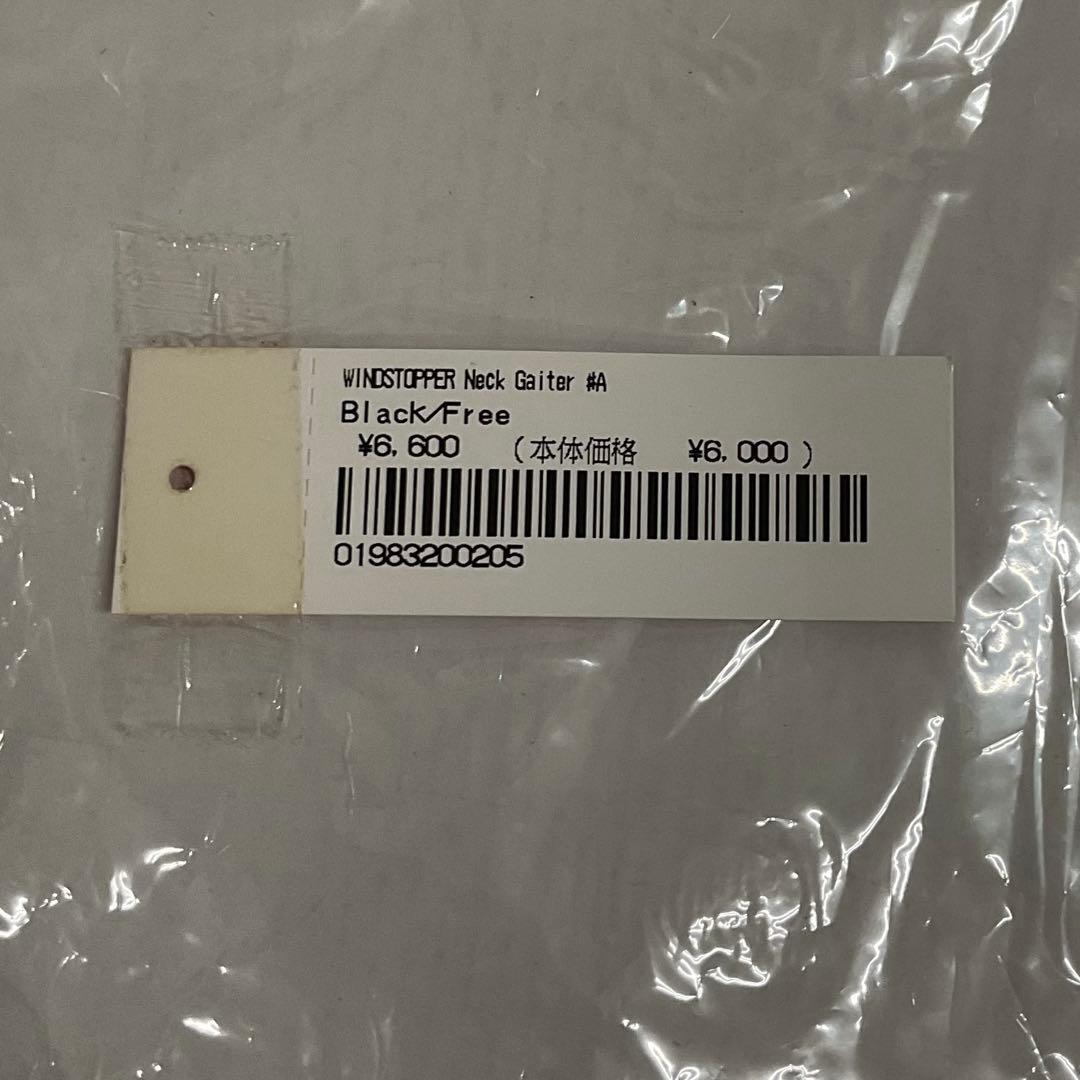 WINDSTOPPER Neck Gaiter #A
Black/Free
¥6,600 (本体価格 ¥6,000)
01983200205